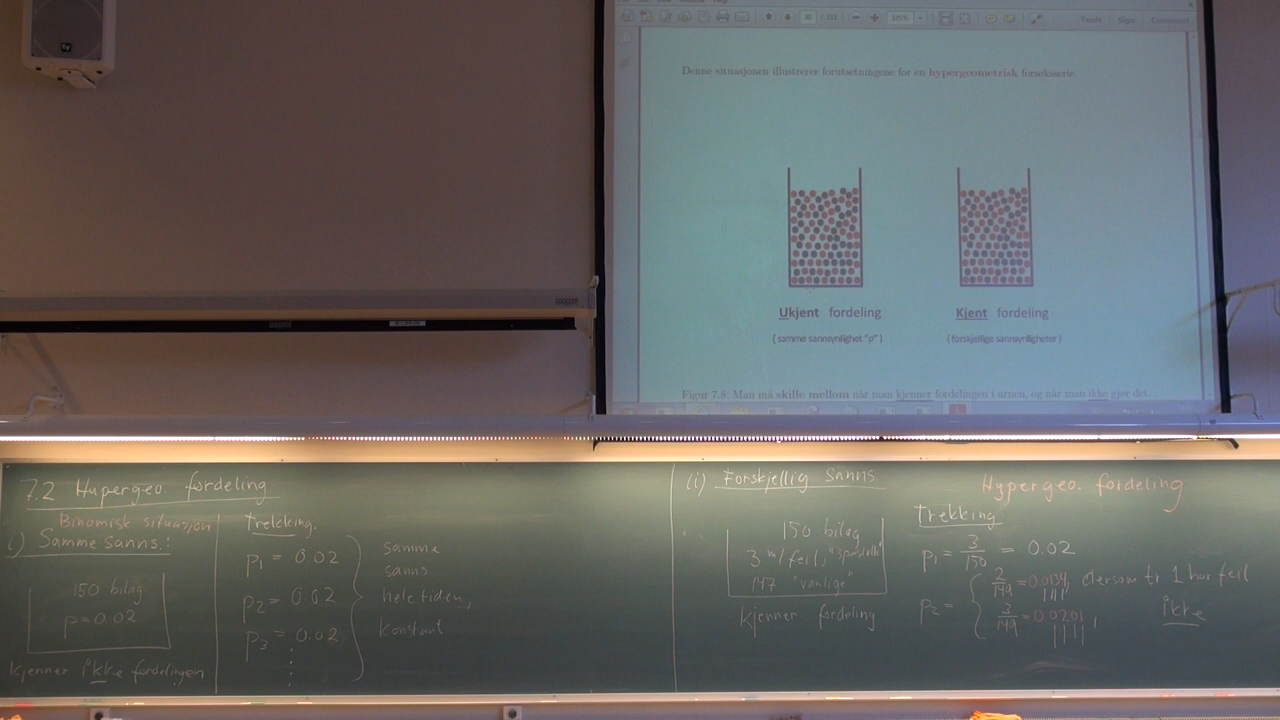 Tools Sign Comment
Denne situasjonen illustrerer forutsetningene for en hypergeometrisk forsøksserie.
Ukjent fordeling
Kjent fordeling
( samme sannsynlighet "p" )
( forskjellige sannsynligheter )
Figur 7.8: Man må skille mellom når man kjenner fordelingen i urnen, og når man ikke gjør det.
7.2 Hypergeo. fordeling
Binomisk situasjon
i) Samme sanns.:
150 bilag
p=0.02
kjenner ikke fordelingen
Trekking.
p1 = 0.02
p2 = 0.02
p3 = 0.02
samme
sanns
hele tiden,
konstant
(i) Forskjellig sanns.
Hypergeo. fordeling
150 bilag
3 m/feil, "spesielle"
147 "vanlige"
kjenner fordeling
Trekking
p1 = 3/150 = 0.02
p2 =
2/149 = 0.0134, dersom tr 1 har feil
3/149 = 0.0201,
ikke